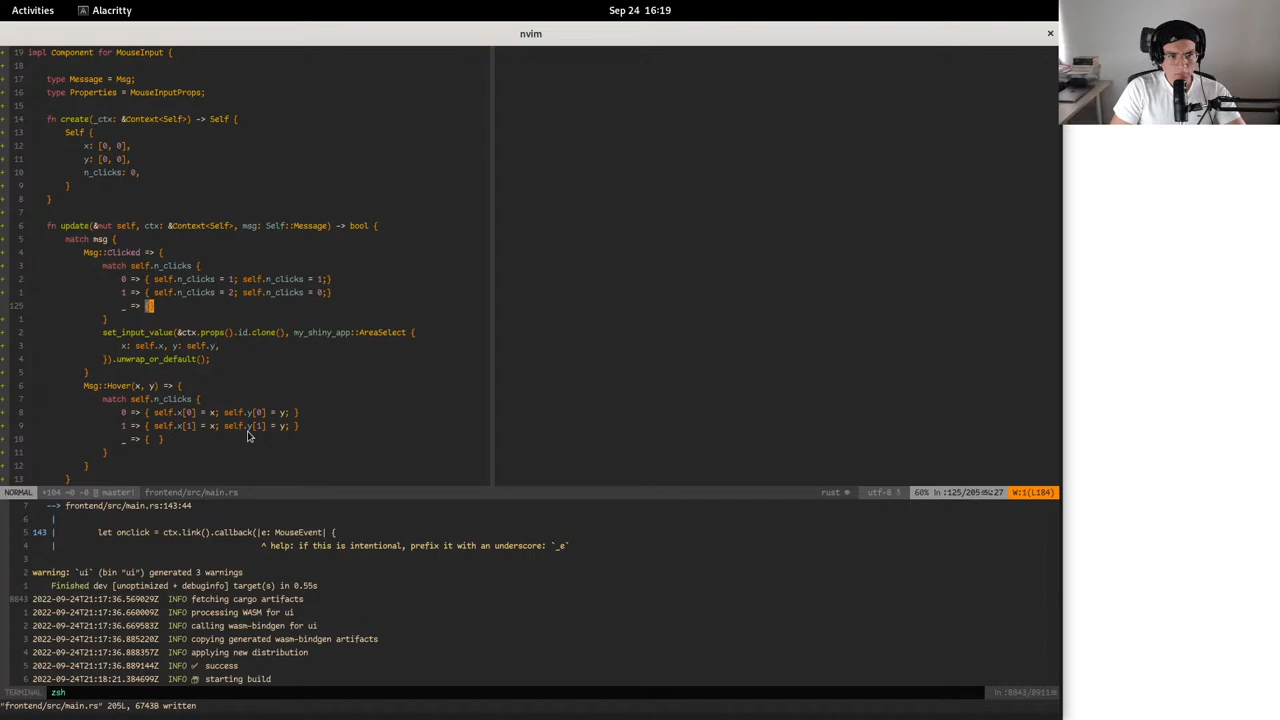 Activities
Alacritty
Sep 24 16:19
nvim
+ 19 impl Component for MouseInput {
+ 18
+ 17 type Message = Msg;
+ 16 type Properties = MouseInputProps;
+ 15
+ 14 fn create(_ctx: &Context<Self>) -> Self {
+ 13 Self {
+ 12 x: [0, 0],
+ 11 y: [0, 0],
+ 10 n_clicks: 0,
+ 9 }
+ 8 }
+ 7
+ 6 fn update(&mut self, ctx: &Context<Self>, msg: Self::Message) -> bool {
+ 5 match msg {
+ 4 Msg::Clicked => {
+ 3 match self.n_clicks {
+ 2 0 => { self.n_clicks = 1; self.n_clicks = 1;}
+ 1 1 => { self.n_clicks = 2; self.n_clicks = 0;}
125 _ => {}
+ 1 }
+ 2 set_input_value(&ctx.props().id.clone(), my_shiny_app::AreaSelect {
+ 3 x: self.x, y: self.y,
+ 4 }).unwrap_or_default();
+ 5 }
+ 6 Msg::Hover(x, y) => {
+ 7 match self.n_clicks {
+ 8 0 => { self.x[0] = x; self.y[0] = y; }
+ 9 1 => { self.x[1] = x; self.y[1] = y; }
+ 10 _ => { }
+ 11 }
+ 12 }
+ 13 }
NORMAL +104 ~0 -0 master! frontend/src/main.rs rust utf-8 60% ln :125/205 :27 W:1(L184)
7 --> frontend/src/main.rs:143:44
6 |
5 143 | let onclick = ctx.link().callback(|e: MouseEvent| {
4 | ^ help: if this is intentional, prefix it with an underscore: `_e`
3
2 warning: `ui` (bin "ui") generated 3 warnings
1 Finished dev [unoptimized + debuginfo] target(s) in 0.55s
8843 2022-09-24T21:17:36.569029Z INFO fetching cargo artifacts
1 2022-09-24T21:17:36.660009Z INFO processing WASM for ui
2 2022-09-24T21:17:36.669583Z INFO calling wasm-bindgen for ui
3 2022-09-24T21:17:36.885220Z INFO copying generated wasm-bindgen artifacts
4 2022-09-24T21:17:36.888357Z INFO applying new distribution
5 2022-09-24T21:17:36.889144Z INFO ✅ success
6 2022-09-24T21:18:21.384699Z INFO 📦 starting build
TERMINAL zsh ln :8843/8911
"frontend/src/main.rs" 205L, 6743B written